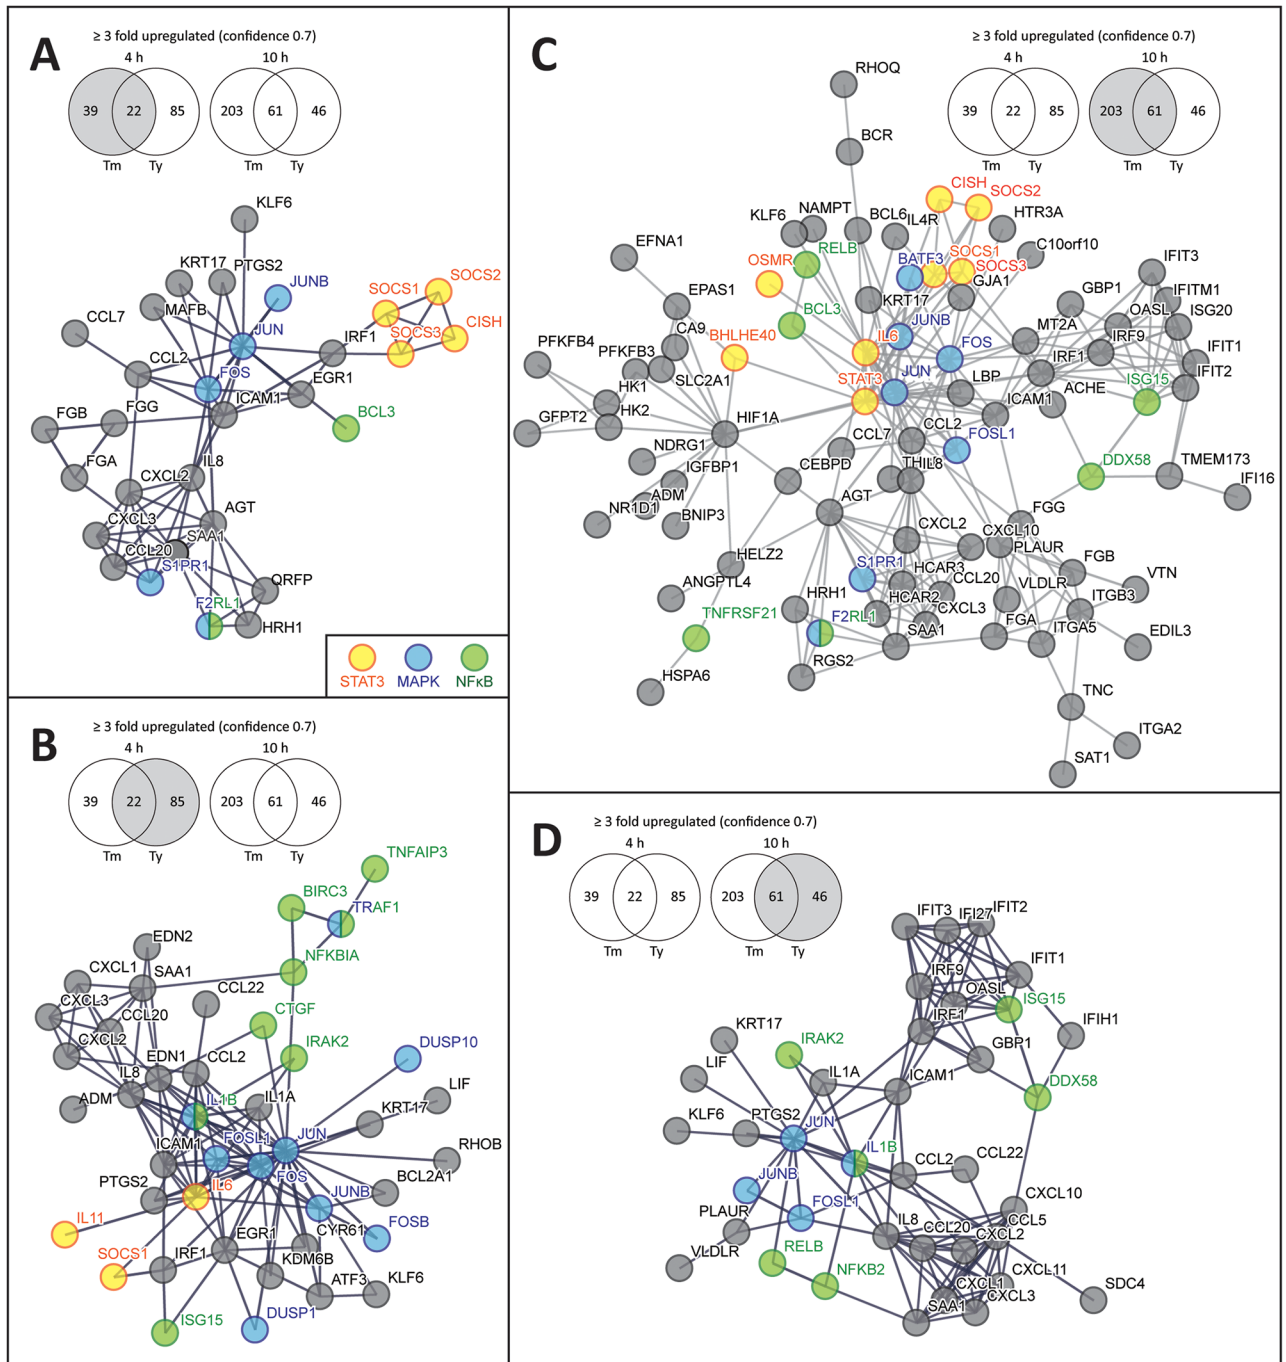 A
≥ 3 fold upregulated (confidence 0.7)
4 h
10 h
39
22
85
203
61
46
Tm
Ty
Tm
Ty
KLF6
KRT17
PTGS2
JUNB
SOCS2
SOCS1
MAFB
CCL7
JUN
IRF1
SOCS3
CISH
CCL2
FOS
EGR1
ICAM1
FGB
FGG
BCL3
FGA
IL8
CXCL2
AGT
CXCL3
SAA1
CCL20
S1PR1
QRFP
F2RL1
HRH1
STAT3
MAPK
NFκB
B
≥ 3 fold upregulated (confidence 0.7)
4 h
10 h
39
22
85
203
61
46
Tm
Ty
Tm
Ty
TNFAIP3
BIRC3
TRAF1
EDN2
NFKBIA
CXCL1
SAA1
CCL22
CXCL3
CCL20
CTGF
CXCL2
IRAK2
DUSP10
EDN1
CCL2
IL8
ADM
IL1B
IL1A
LIF
KRT17
ICAM1
FOSL1
JUN
RHOB
FOS
BCL2A1
PTGS2
IL6
JUNB
IL11
CYR61
FOSB
EGR1
SOCS1
IRF1
KDM6B
ATF3
KLF6
ISG15
DUSP1
C
≥ 3 fold upregulated (confidence 0.7)
4 h
10 h
39
22
85
203
61
46
Tm
Ty
Tm
Ty
RHOQ
BCR
CISH
SOCS2
KLF6
NAMPT
BCL6
IL4R
HTR3A
EFNA1
OSMR
RELB
BATF3
SOCS1
SOCS3
C10orf10
IFIT3
EPAS1
KRT17
GJA1
GBP1
IFITM1
OASL
ISG20
CA9
BCL3
JUNB
MT2A
IRF9
BHLHE40
IL6
FOS
PFKFB4
PFKFB3
IRF1
IFIT1
SLC2A1
STAT3
JUN
LBP
IFIT2
HK1
ACHE
ISG15
GFPT2
HK2
HIF1A
ICAM1
CCL7
CCL2
FOSL1
NDRG1
CEBPD
IL8
DDX58
TMEM173
IGFBP1
IFI16
NR1D1
ADM
AGT
FGG
BNIP3
CXCL2
CXCL10
PLAUR
HELZ2
S1PR1
HCAR3
FGB
VTN
ANGPTL4
CCL20
VLDLR
HRH1
HCAR2
ITGB3
TNFRSF21
F2RL1
CXCL3
FGA
SAA1
ITGA5
EDIL3
HSPA6
RGS2
TNC
ITGA2
SAT1
D
≥ 3 fold upregulated (confidence 0.7)
4 h
10 h
39
22
85
203
61
46
Tm
Ty
Tm
Ty
IFIT3
IFI27
IFIT2
IFIT1
IRF9
OASL
ISG15
KRT17
IRAK2
IRF1
IFIH1
LIF
GBP1
IL1A
ICAM1
DDX58
KLF6
PTGS2
JUN
IL1B
CCL2
CCL22
JUNB
FOSL1
CXCL10
PLAUR
IL8
CCL20
CCL5
CXCL2
VLDLR
RELB
NFKB2
CXCL11
CXCL1
CXCL3
SDC4
SAA1